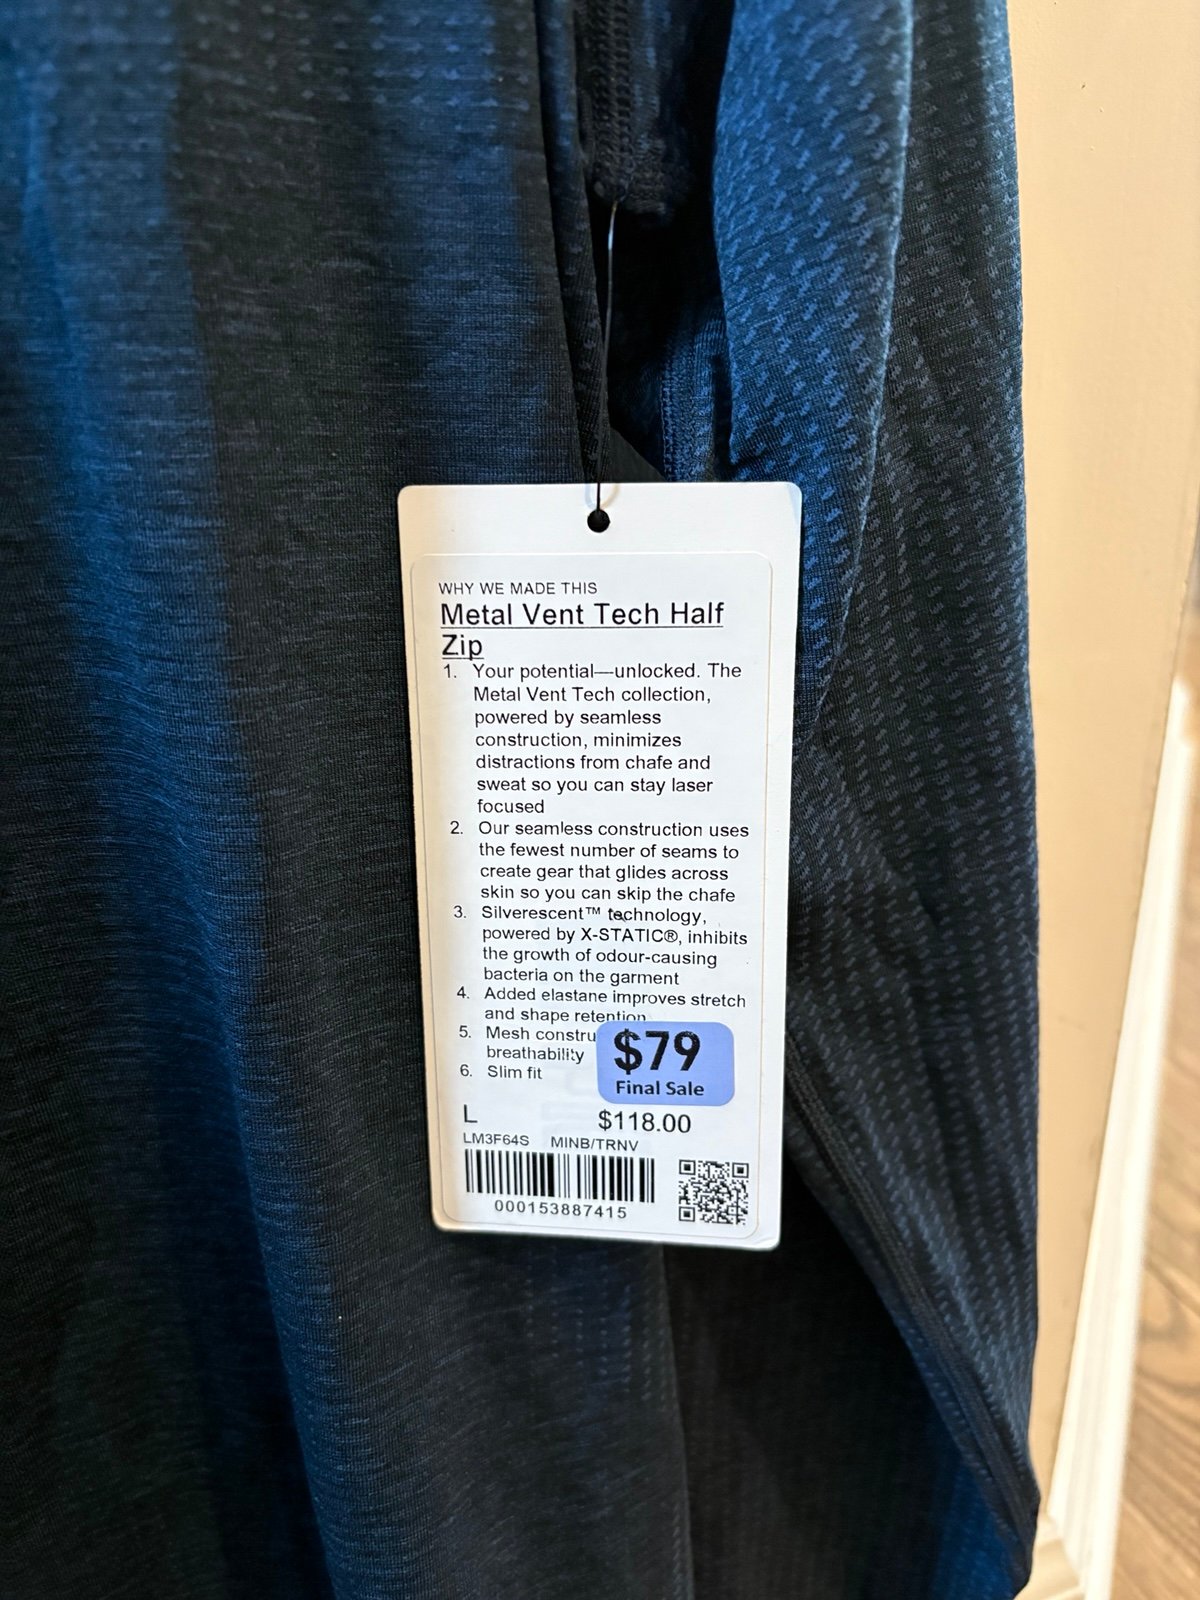 WHY WE MADE THIS
Metal Vent Tech Half
Zip
1. Your potential—unlocked. The
Metal Vent Tech collection,
powered by seamless
construction, minimizes
distractions from chafe and
sweat so you can stay laser
focused
2. Our seamless construction uses
the fewest number of seams to
create gear that glides across
skin so you can skip the chafe
3. Silverescent™ technology,
powered by X-STATIC®, inhibits
the growth of odour-causing
bacteria on the garment
4. Added elastane improves stretch
and shape retention
5. Mesh constru
breathability
6. Slim fit
$79
Final Sale
L $118.00
LM3F64S MINB/TRNV
000153887415